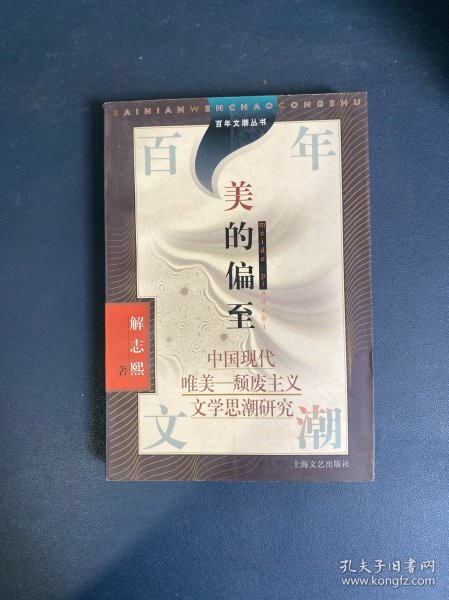 BAINIANWENCHAOCONGSHU
百年文潮丛书
百年
美的偏至
meide pianzhi
解志熙
著
中国现代
唯美—颓废主义
文学思潮研究
文潮
上海文艺出版社
孔夫子旧书网
www.kongfz.com